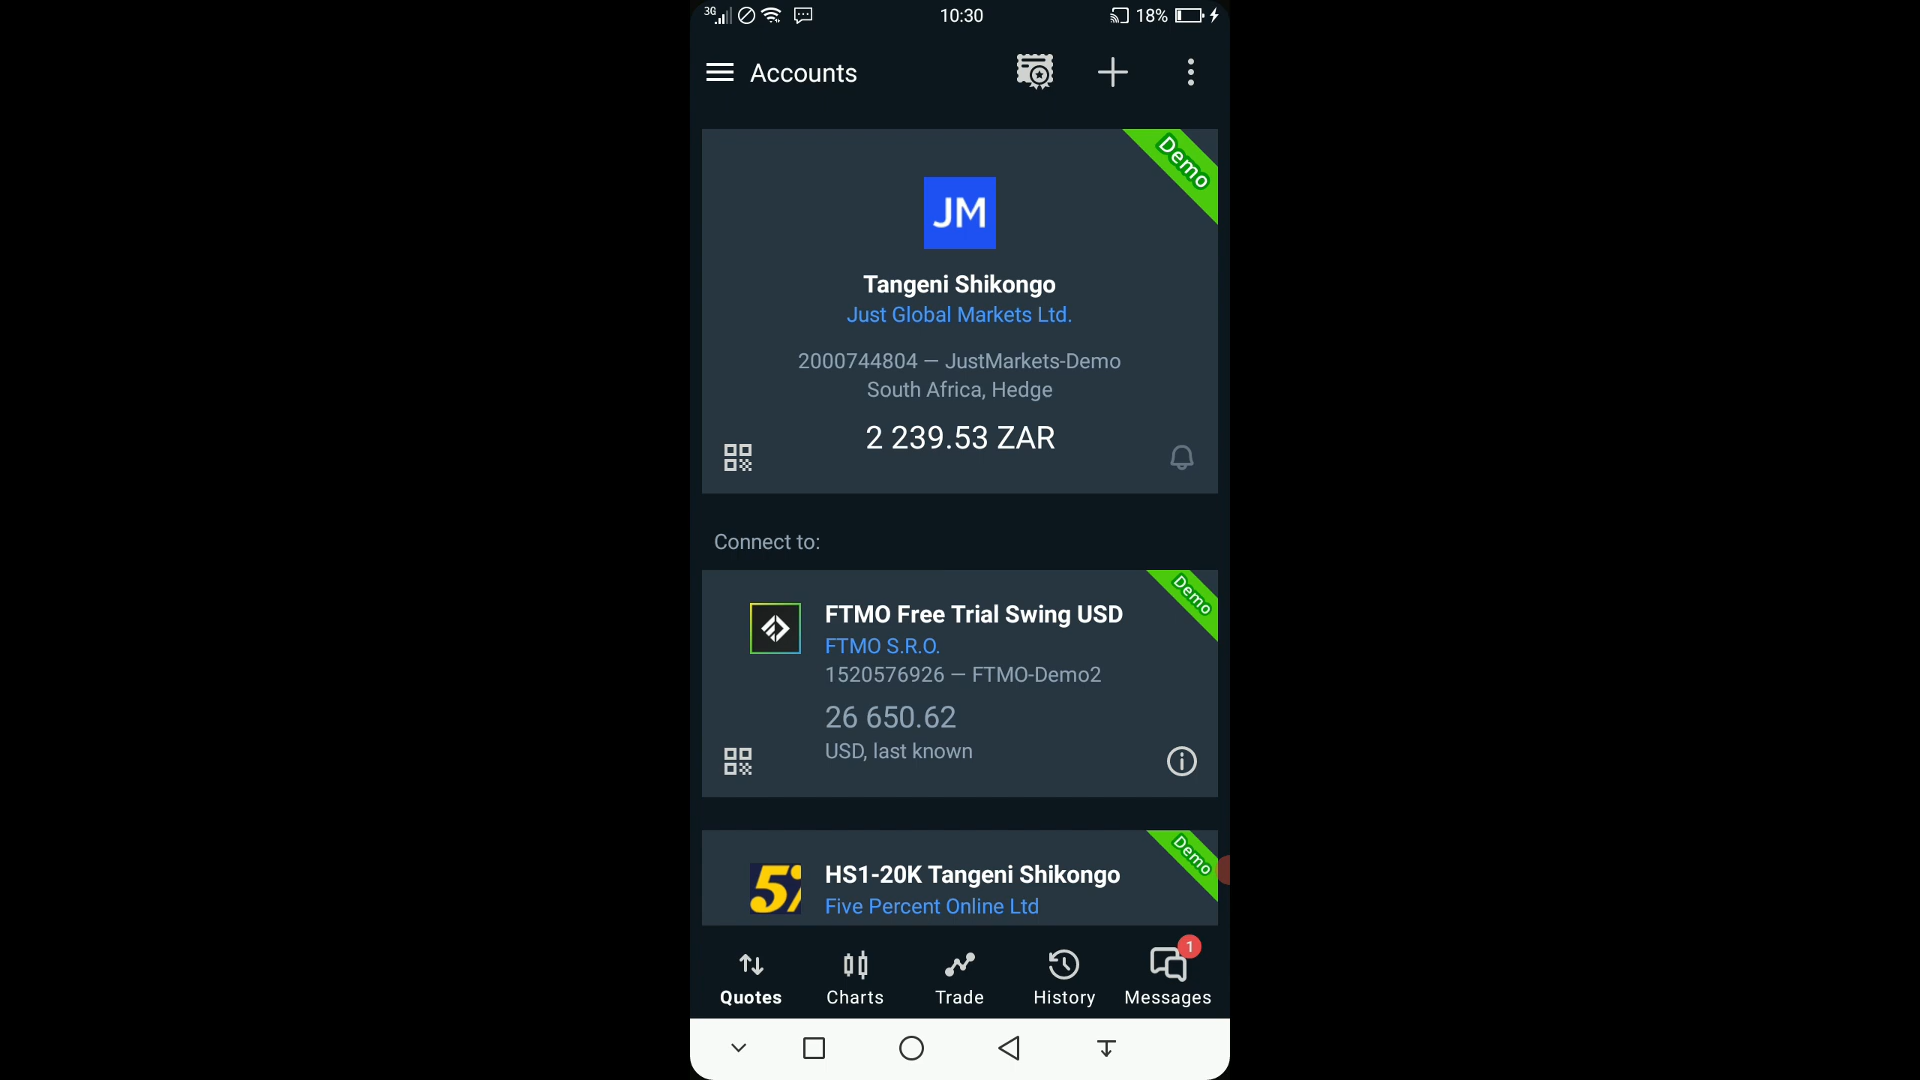 3G 10:30 18%
Accounts
Demo
JM
Tangeni Shikongo
Just Global Markets Ltd.
2000744804 — JustMarkets-Demo
South Africa, Hedge
2 239.53 ZAR
Connect to:
Demo
FTMO Free Trial Swing USD
FTMO S.R.O.
1520576926 — FTMO-Demo2
26 650.62
USD, last known
Demo
HS1-20K Tangeni Shikongo
Five Percent Online Ltd
1
Quotes Charts Trade History Messages